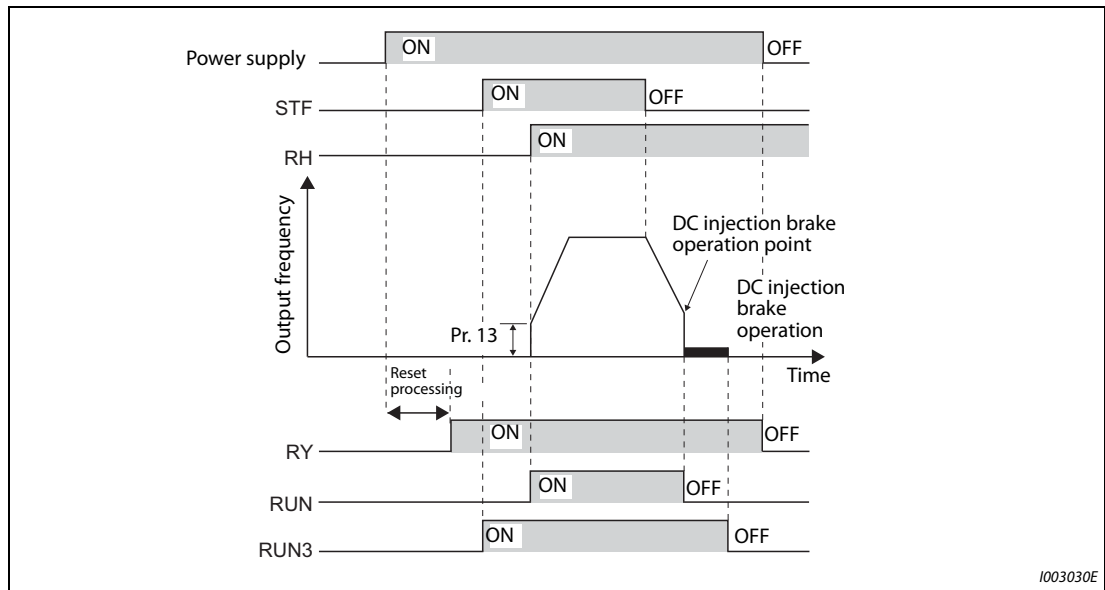 Power supply
ON
OFF
STF
ON
OFF
RH
ON
Output frequency
DC injection brake
operation point
DC injection
brake
operation
Pr. 13
Time
Reset
processing
RY
ON
OFF
RUN
ON
OFF
RUN3
ON
OFF
I003030E